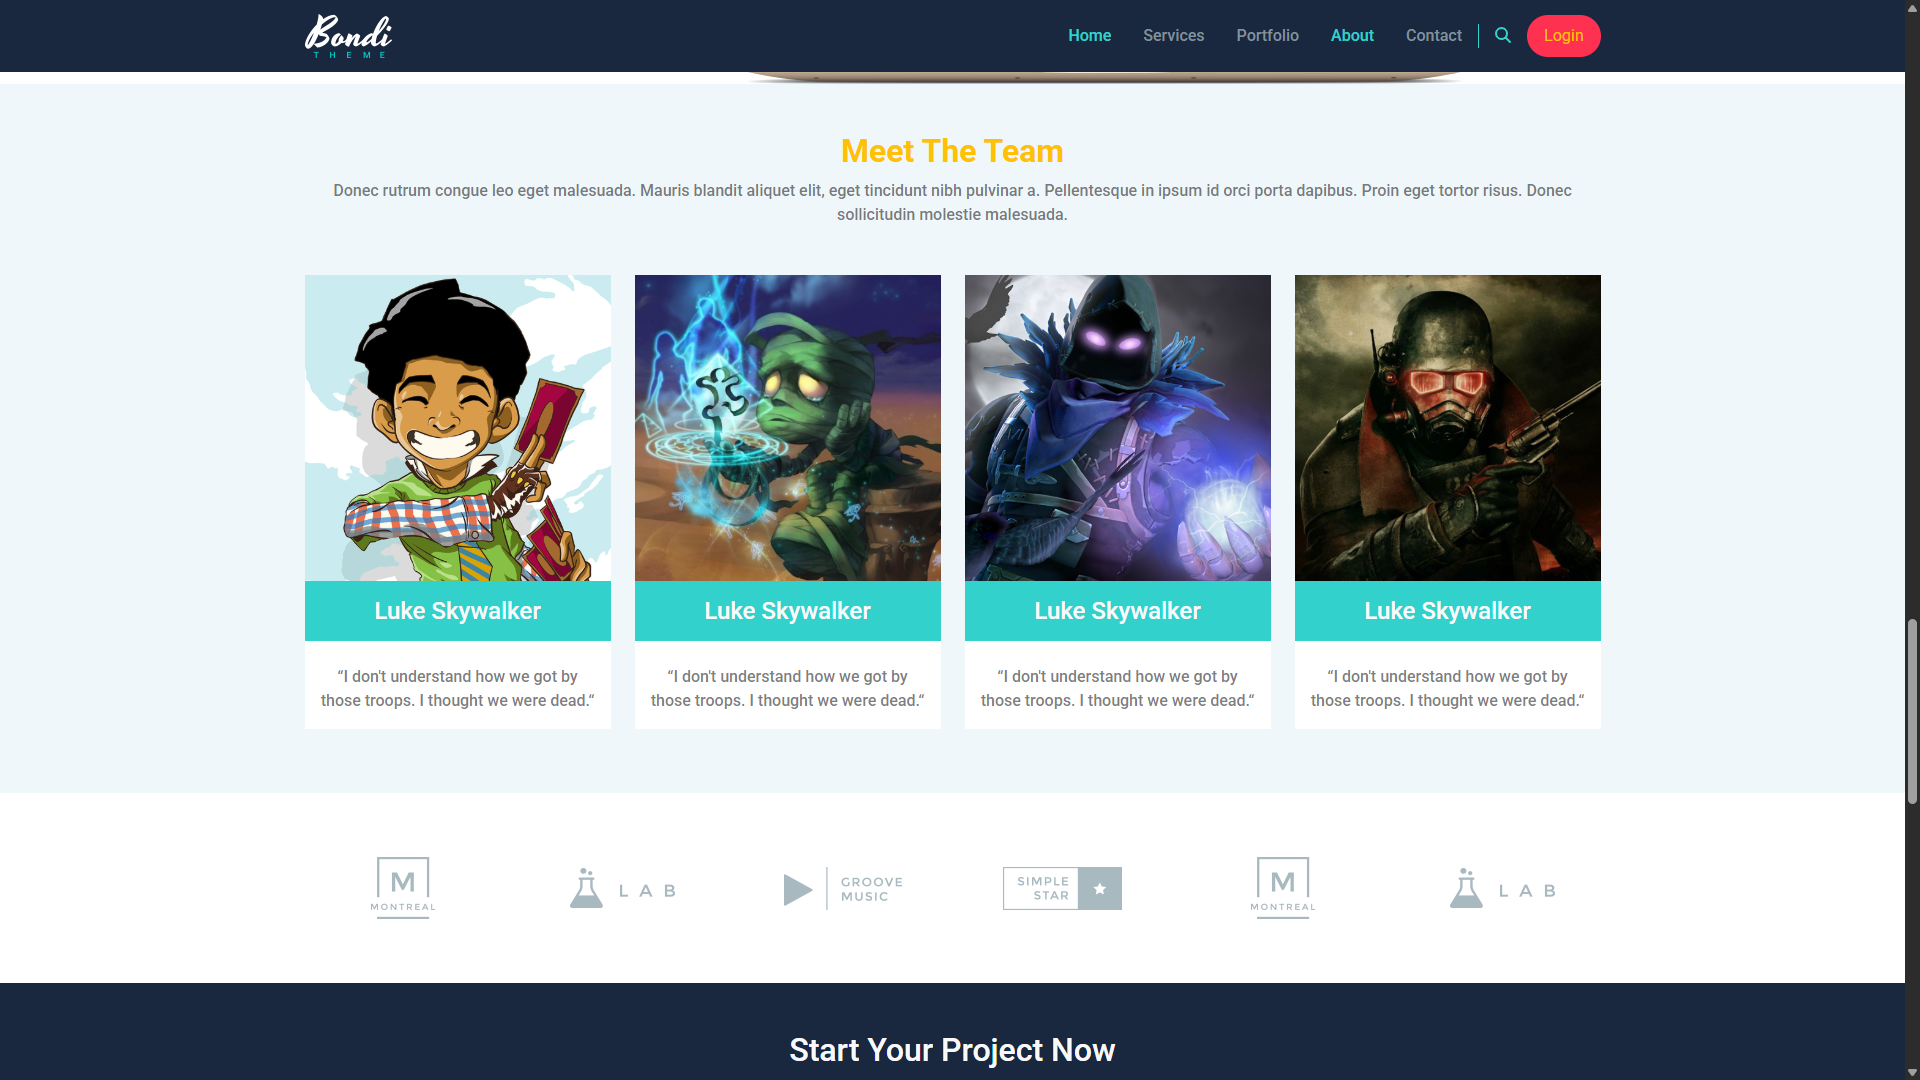 Bondi
THEME
Home Services Portfolio About Contact Login
Meet The Team
Donec rutrum congue leo eget malesuada. Mauris blandit aliquet elit, eget tincidunt nibh pulvinar a. Pellentesque in ipsum id orci porta dapibus. Proin eget tortor risus. Donec
sollicitudin molestie malesuada.
Luke Skywalker
“I don't understand how we got by
those troops. I thought we were dead.“
Luke Skywalker
“I don't understand how we got by
those troops. I thought we were dead.“
Luke Skywalker
“I don't understand how we got by
those troops. I thought we were dead.“
Luke Skywalker
“I don't understand how we got by
those troops. I thought we were dead.“
M
MONTREAL
LAB
GROOVE
MUSIC
SIMPLE
STAR
M
MONTREAL
LAB
Start Your Project Now